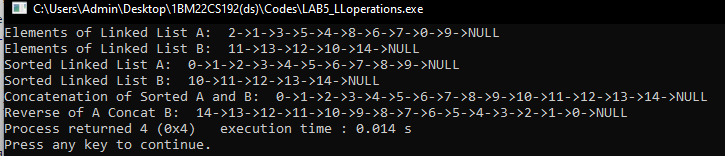 C:\Users\Admin\Desktop\1BM22CS192(ds)\Codes\LAB5_LLoperations.exe
Elements of Linked List A:  2->1->3->5->4->8->6->7->0->9->NULL
Elements of Linked List B:  11->13->12->10->14->NULL
Sorted Linked List A:  0->1->2->3->4->5->6->7->8->9->NULL
Sorted Linked List B:  10->11->12->13->14->NULL
Concatenation of Sorted A and B:  0->1->2->3->4->5->6->7->8->9->10->11->12->13->14->NULL
Reverse of A Concat B:  14->13->12->11->10->9->8->7->6->5->4->3->2->1->0->NULL
Process returned 4 (0x4)   execution time : 0.014 s
Press any key to continue.